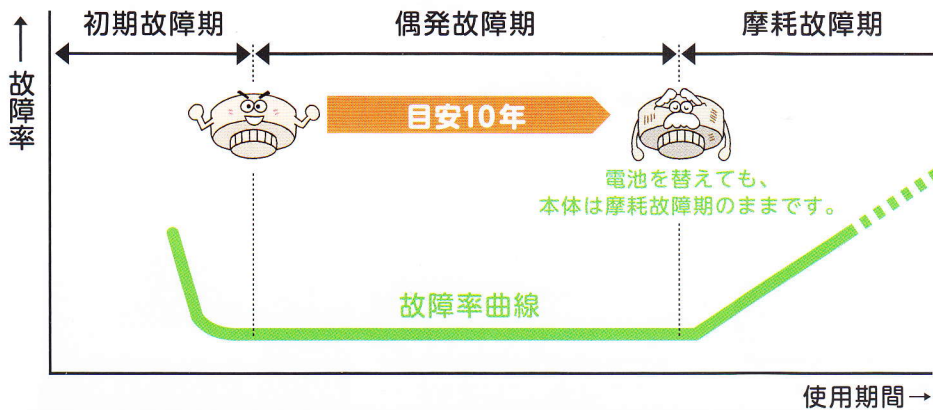 初期故障期
偶発故障期
摩耗故障期
↑
故障率
目安10年
電池を替えても、
本体は摩耗故障期のままです。
故障率曲線
使用期間→